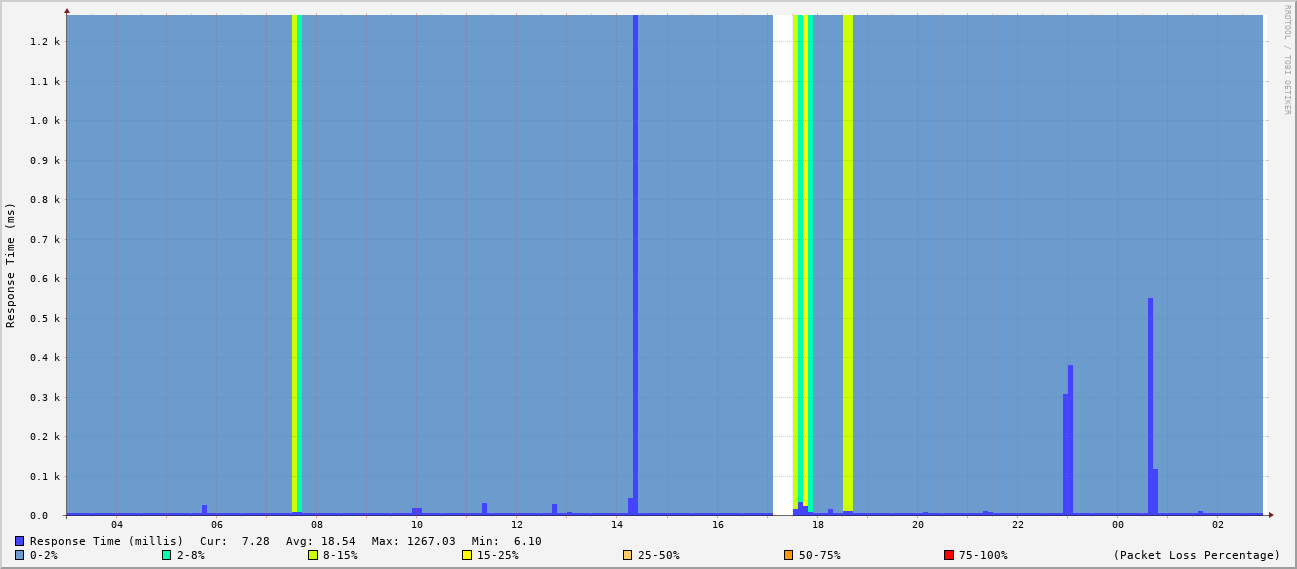 RRDTOOL / TOBI OETIKER
Response Time (ms)
1.2 k
1.1 k
1.0 k
0.9 k
0.8 k
0.7 k
0.6 k
0.5 k
0.4 k
0.3 k
0.2 k
0.1 k
0.0
04 06 08 10 12 14 16 18 20 22 00 02
Response Time (millis) Cur: 7.28 Avg: 18.54 Max: 1267.03 Min: 6.10
0-2% 2-8% 8-15% 15-25% 25-50% 50-75% 75-100% (Packet Loss Percentage)